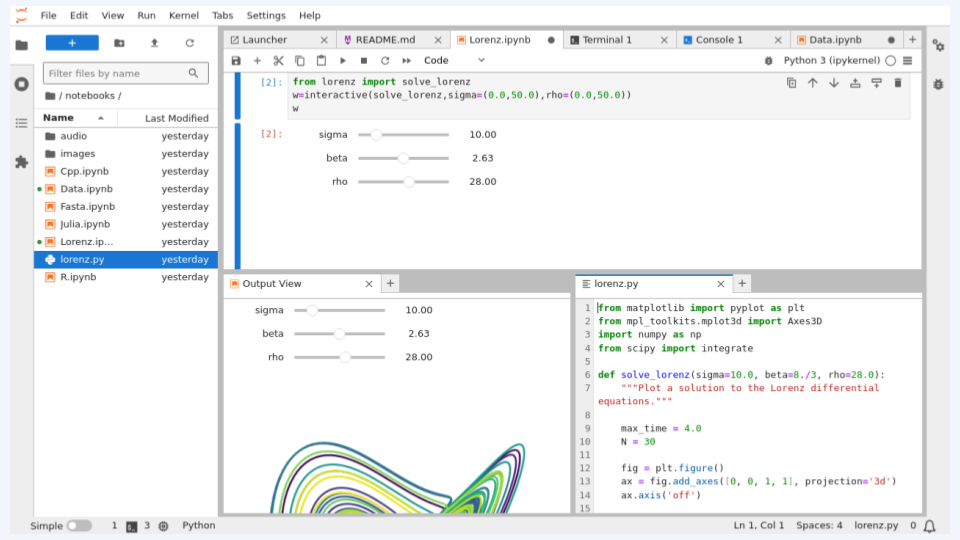 File Edit View Run Kernel Tabs Settings Help
Filter files by name
/ notebooks /
Name Last Modified
audio yesterday
images yesterday
Cpp.ipynb yesterday
Data.ipynb yesterday
Fasta.ipynb yesterday
Julia.ipynb yesterday
Lorenz.ip... yesterday
lorenz.py yesterday
R.ipynb yesterday
Launcher README.md Lorenz.ipynb Terminal 1 Console 1 Data.ipynb
Code Python 3 (ipykernel)
[2]: from lorenz import solve_lorenz
w=interactive(solve_lorenz,sigma=(0.0,50.0),rho=(0.0,50.0))
w
[2]: sigma 10.00
beta 2.63
rho 28.00
Output View
sigma 10.00
beta 2.63
rho 28.00
lorenz.py
1 from matplotlib import pyplot as plt
2 from mpl_toolkits.mplot3d import Axes3D
3 import numpy as np
4 from scipy import integrate
5
6 def solve_lorenz(sigma=10.0, beta=8./3, rho=28.0):
7 """Plot a solution to the Lorenz differential
equations."""
8
9 max_time = 4.0
10 N = 30
11
12 fig = plt.figure()
13 ax = fig.add_axes([0, 0, 1, 1], projection='3d')
14 ax.axis('off')
15
Simple 1 3 Python Ln 1, Col 1 Spaces: 4 lorenz.py 0